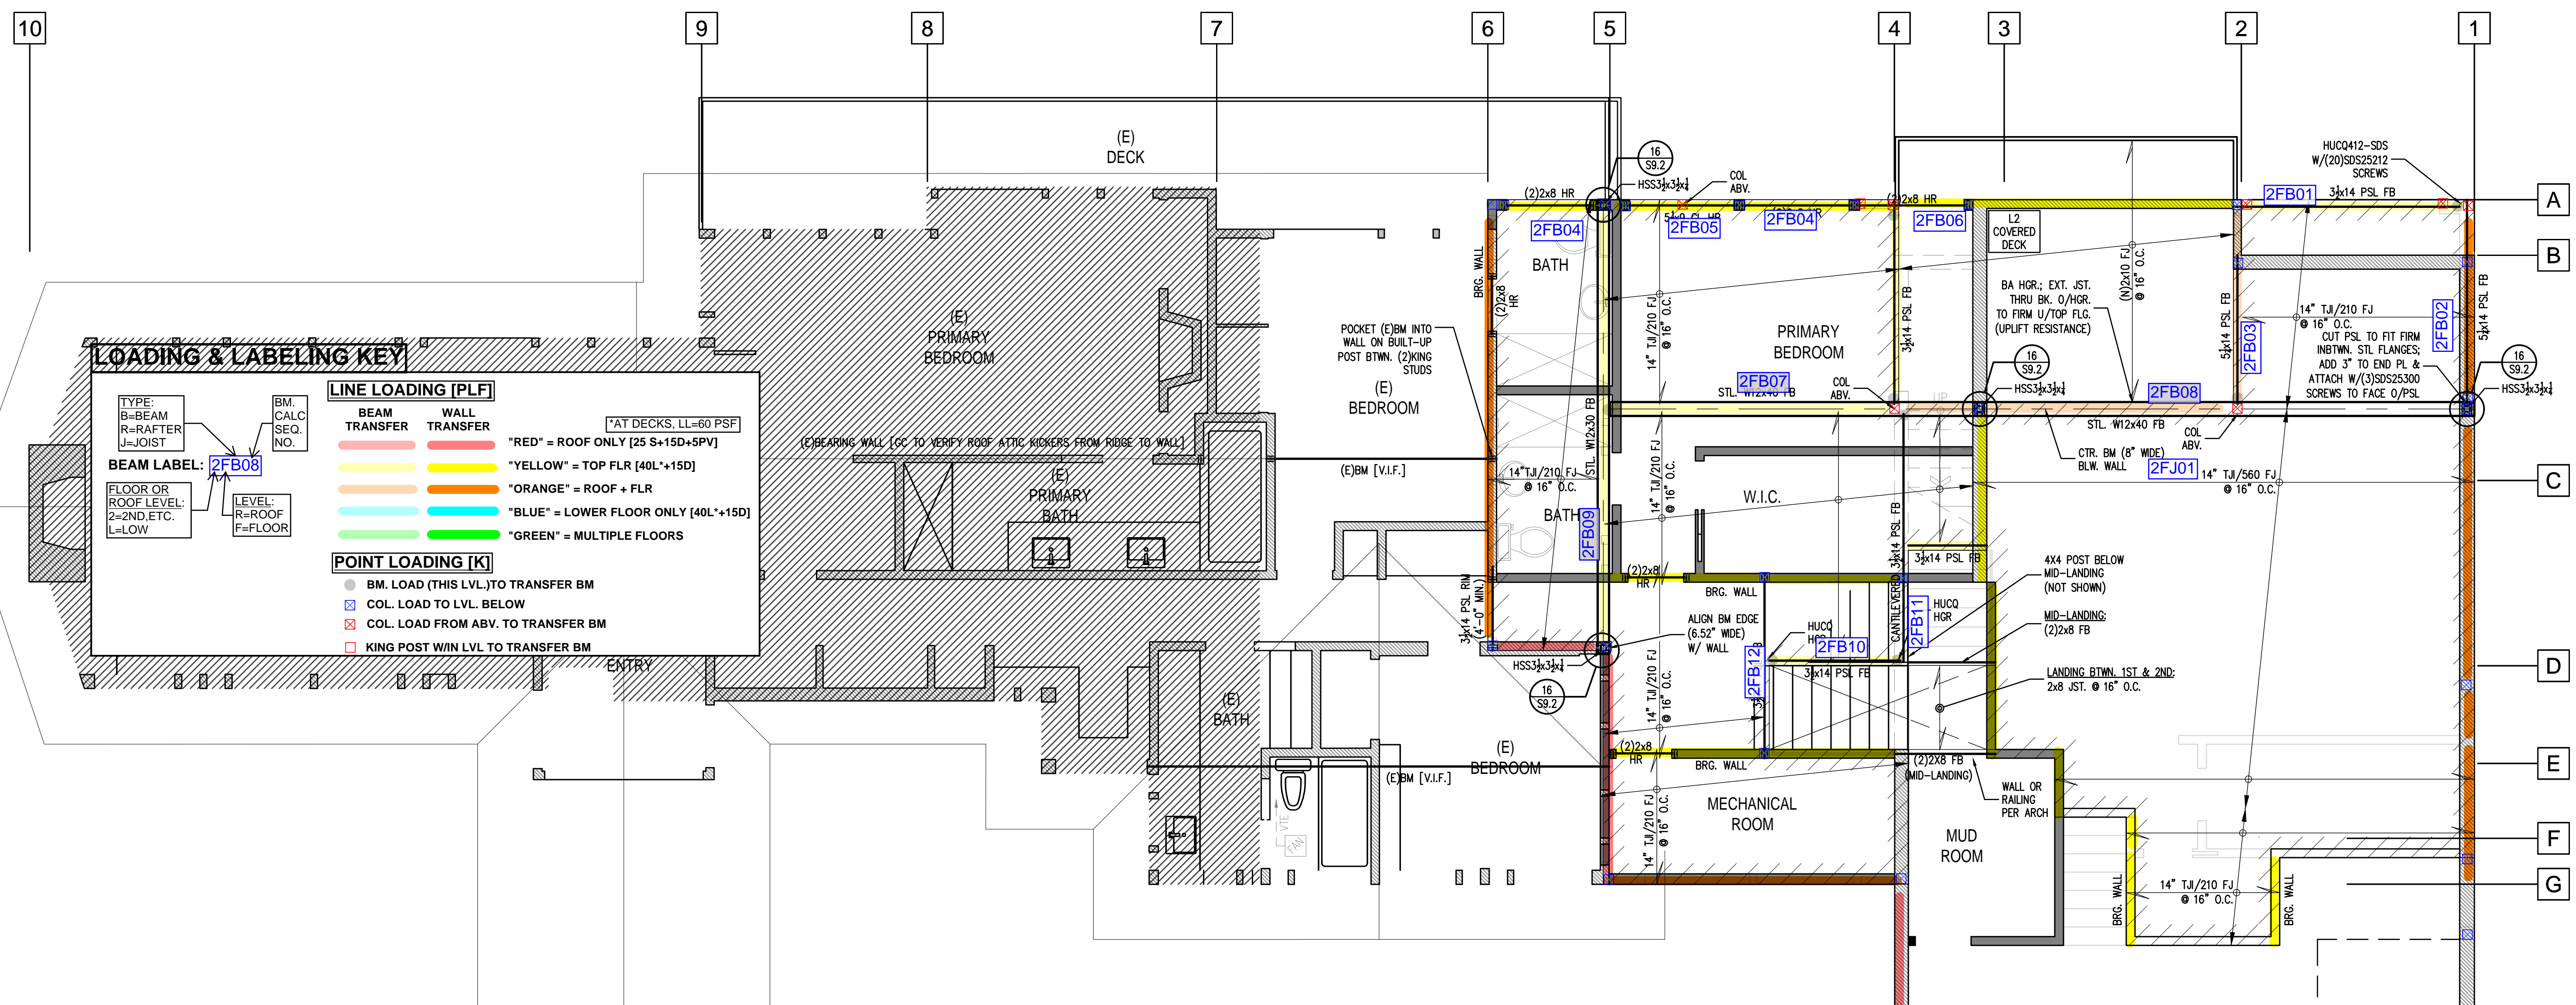 10
9
8
7
6
5
4
3
2
1
A
B
C
D
E
F
G
LOADING & LABELING KEY
TYPE:
B=BEAM
R=RAFTER
J=JOIST
BM.
CALC
SEQ.
NO.
BEAM LABEL: 2FB08
FLOOR OR
ROOF LEVEL:
2=2ND,ETC.
L=LOW
LEVEL:
R=ROOF
F=FLOOR
LINE LOADING [PLF]
BEAM
TRANSFER
WALL
TRANSFER
*AT DECKS, LL=60 PSF
"RED" = ROOF ONLY [25 S+15D+5PV]
"YELLOW" = TOP FLR [40L*+15D]
"ORANGE" = ROOF + FLR
"BLUE" = LOWER FLOOR ONLY [40L*+15D]
"GREEN" = MULTIPLE FLOORS
POINT LOADING [K]
BM. LOAD (THIS LVL.)TO TRANSFER BM
COL. LOAD TO LVL. BELOW
COL. LOAD FROM ABV. TO TRANSFER BM
KING POST W/IN LVL TO TRANSFER BM
ENTRY
(E)
DECK
(E)
PRIMARY
BEDROOM
(E)BEARING WALL [GC TO VERIFY ROOF ATTIC KICKERS FROM RIDGE TO WALL]
(E)
PRIMARY
BATH
(E)
BATH
VTE
FAN
(E)
BEDROOM
(E)BM [V.I.F.]
(E)
BEDROOM
(E)BM [V.I.F.]
POCKET (E)BM INTO
WALL ON BUILT-UP
POST BTWN. (2)KING
STUDS
BRG. WALL
(2)2x8
HR
(2)2x8 HR
2FB04
BATH
BATH
14"TJI/210 FJ
@ 16" O.C.
3½x14 PSL RIM
(4'-0" MIN.)
16
S9.2
HSS3½x3½x¼
COL
ABV.
2FB05
2FB04
(2)2x8 HR
2FB06
14" TJI/210 FJ
@ 16" O.C.
PRIMARY
BEDROOM
3½x14 PSL FB
2FB07
STL. W12x40 FB
COL
ABV.
STL. W12x30 FB
2FB09
14" TJI/210 FJ
@ 16" O.C.
W.I.C.
(2)2x8
HR
BRG. WALL
CANTILEVERED 3½x14 PSL FB
3½x14 PSL FB
2FB11
HUCQ
HGR
HUCQ
2FB10
3½x14 PSL FB
2FB12
ALIGN BM EDGE
(6.52" WIDE)
W/ WALL
HSS3½x3½x¼
16
S9.2
14" TJI/210 FJ
@ 16" O.C.
(2)2x8
HR
BRG. WALL
14" TJI/210 FJ
@ 16" O.C.
MECHANICAL
ROOM
(2)2X8 FB
(MID-LANDING)
WALL OR
RAILING
PER ARCH
MUD
ROOM
4X4 POST BELOW
MID-LANDING
(NOT SHOWN)
MID-LANDING:
(2)2x8 FB
LANDING BTWN. 1ST & 2ND:
2x8 JST. @ 16" O.C.
UP
L2
COVERED
DECK
(N)2x10 FJ
@ 16" O.C.
BA HGR.; EXT. JST.
THRU BK. O/HGR.
TO FIRM U/TOP FLG.
(UPLIFT RESISTANCE).
16
S9.2
HSS3½x3½x¼
2FB08
STL. W12x40 FB
COL
ABV.
CTR. BM (8" WIDE)
BLW. WALL
2FJ01
14" TJI/560 FJ
@ 16" O.C.
HUCQ412-SDS
W/(20)SDS25212
SCREWS
2FB01
3½x14 PSL FB
5¼x14 PSL FB
2FB03
14" TJI/210 FJ
@ 16" O.C.
CUT PSL TO FIT FIRM
INBTWN. STL FLANGES;
ADD 3" TO END PL &
ATTACH W/(3)SDS25300
SCREWS TO FACE O/PSL
2FB02
5¼x14 PSL FB
16
S9.2
HSS3½x3½x¼
BRG. WALL
14" TJI/210 FJ
@ 16" O.C.
BRG. WALL